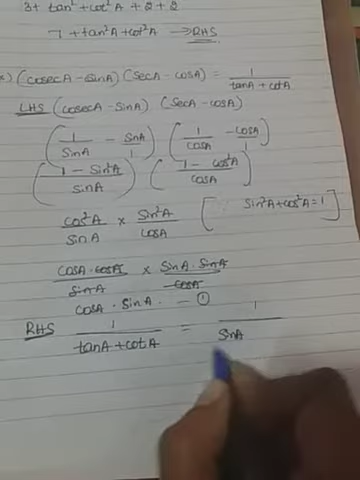 3+ tan²+cot²A + 2 + 2
7 + tan²A + cot²A → RHS
(cosecA - sinA) (SecA - cosA) = 1/(tanA + cotA)
LHS (cosecA - sinA) (SecA - cosA)
(1/SinA - SinA/1) (1/cosA - cosA/1)
(1 - Sin²A/sinA) (1 - cos²A/cosA)
cos²A/sinA × Sin²A/cosA [∵ Sin²A + cos²A = 1]
cosA . cosA/sinA × SinA . SinA/cosA
cosA . SinA. — ①
RHS 1/(tanA + cotA) = 1/SinA